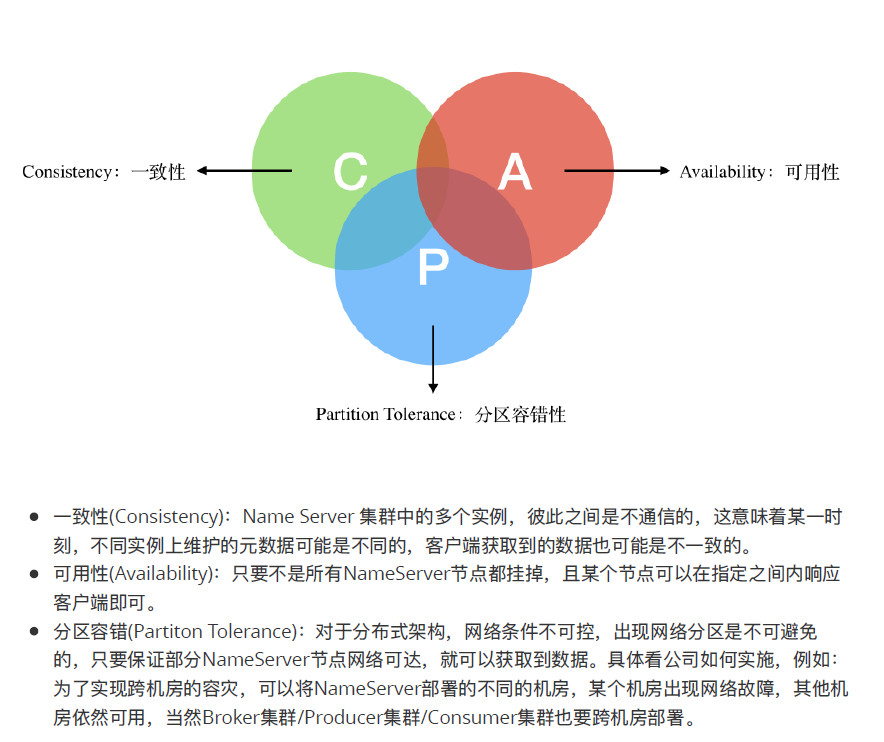 C
A
Consistency：一致性
Availability：可用性
P
Partition Tolerance：分区容错性
一致性(Consistency)：Name Server 集群中的多个实例，彼此之间是不通信的，这意味着某一时
刻，不同实例上维护的元数据可能是不同的，客户端获取到的数据也可能是不一致的。
可用性(Availability)：只要不是所有NameServer节点都挂掉，且某个节点可以在指定之间内响应
客户端即可。
分区容错(Partiton Tolerance)：对于分布式架构，网络条件不可控，出现网络分区是不可避免
的，只要保证部分NameServer节点网络可达，就可以获取到数据。具体看公司如何实施，例如：
为了实现跨机房的容灾，可以将NameServer部署的不同的机房，某个机房出现网络故障，其他机
房依然可用，当然Broker集群/Producer集群/Consumer集群也要跨机房部署。